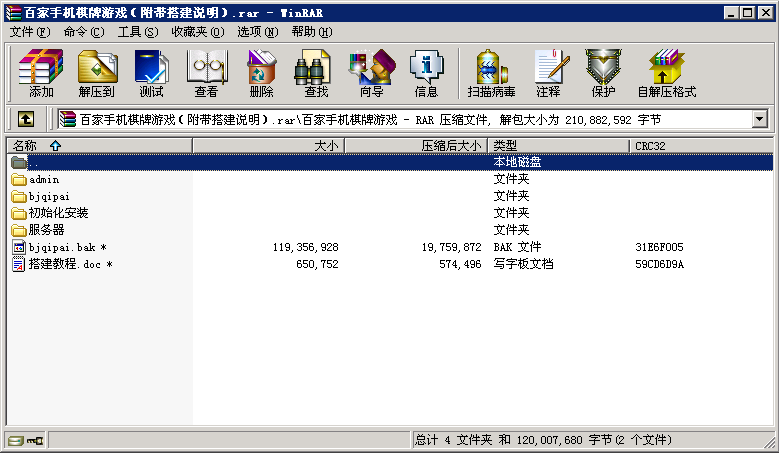 百家手机棋牌游戏(附带搭建说明).rar - WinRAR
文件(F) 命令(C) 工具(S) 收藏夹(O) 选项(N) 帮助(H)
添加 解压到 测试 查看 删除 查找 向导 信息 扫描病毒 注释 保护 自解压格式
百家手机棋牌游戏(附带搭建说明).rar\百家手机棋牌游戏 - RAR 压缩文件, 解包大小为 210,882,592 字节
名称 大小 压缩后大小 类型 CRC32
.. 本地磁盘
admin 文件夹
bjqipai 文件夹
初始化安装 文件夹
服务器 文件夹
bjqipai.bak * 119,356,928 19,759,872 BAK 文件 31E6F005
搭建教程.doc * 650,752 574,496 写字板文档 59CD6D9A
总计 4 文件夹 和 120,007,680 字节(2 个文件)